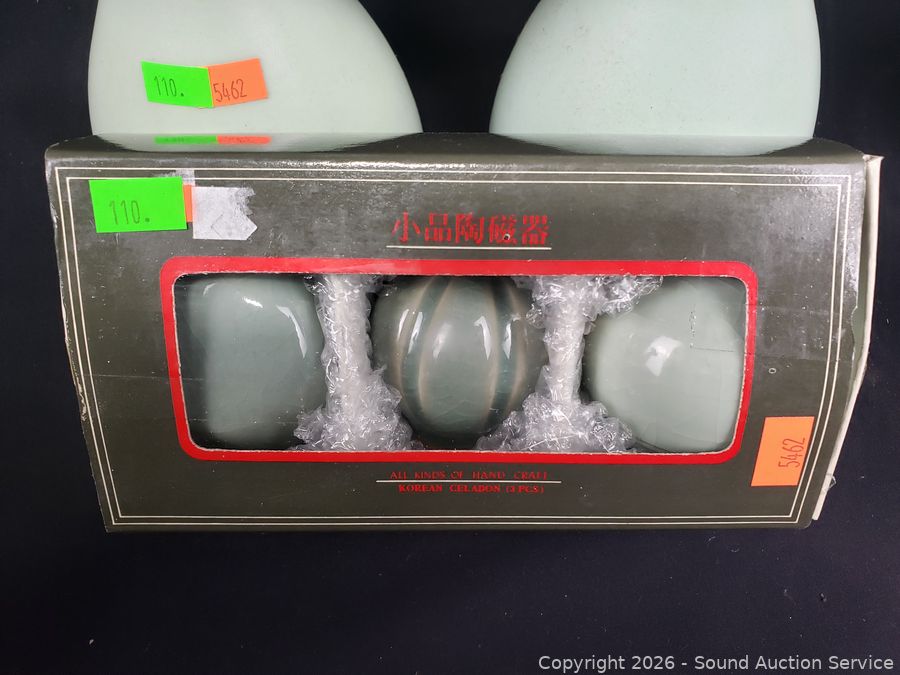 110. 5462
110.
小品陶磁器
ALL KINDS OF HAND CRAFT
KOREAN CELADON (3 PCS)
5462
Copyright © 2026 - Sound Auction Service